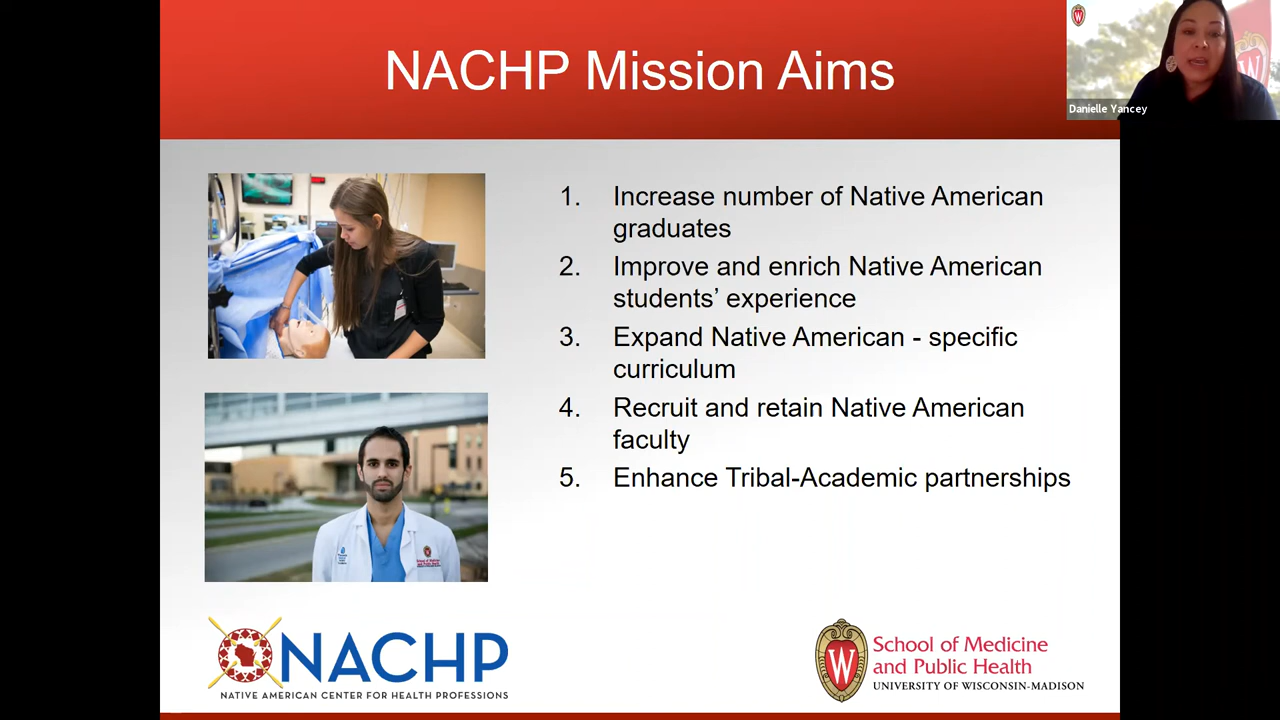 NACHP Mission Aims
Danielle Yancey
1. Increase number of Native American
graduates
2. Improve and enrich Native American
students’ experience
3. Expand Native American - specific
curriculum
4. Recruit and retain Native American
faculty
5. Enhance Tribal-Academic partnerships
NACHP
NATIVE AMERICAN CENTER FOR HEALTH PROFESSIONS
W
School of Medicine
and Public Health
UNIVERSITY OF WISCONSIN-MADISON